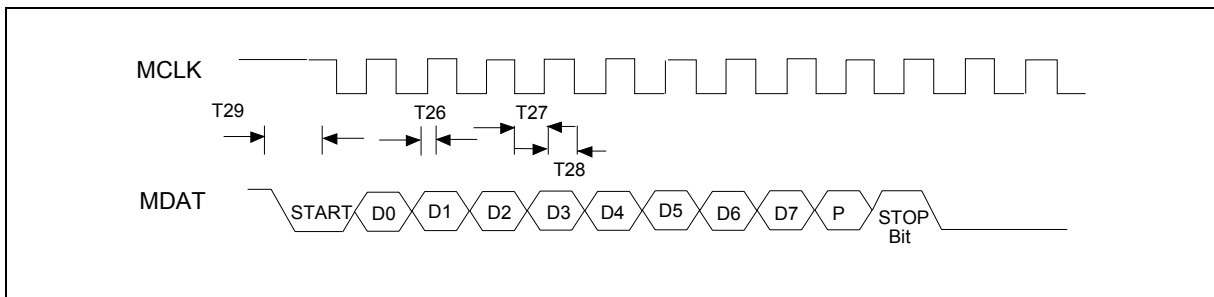 MCLK
T29
T26
T27
T28
MDAT
START D0 D1 D2 D3 D4 D5 D6 D7 P STOP
Bit